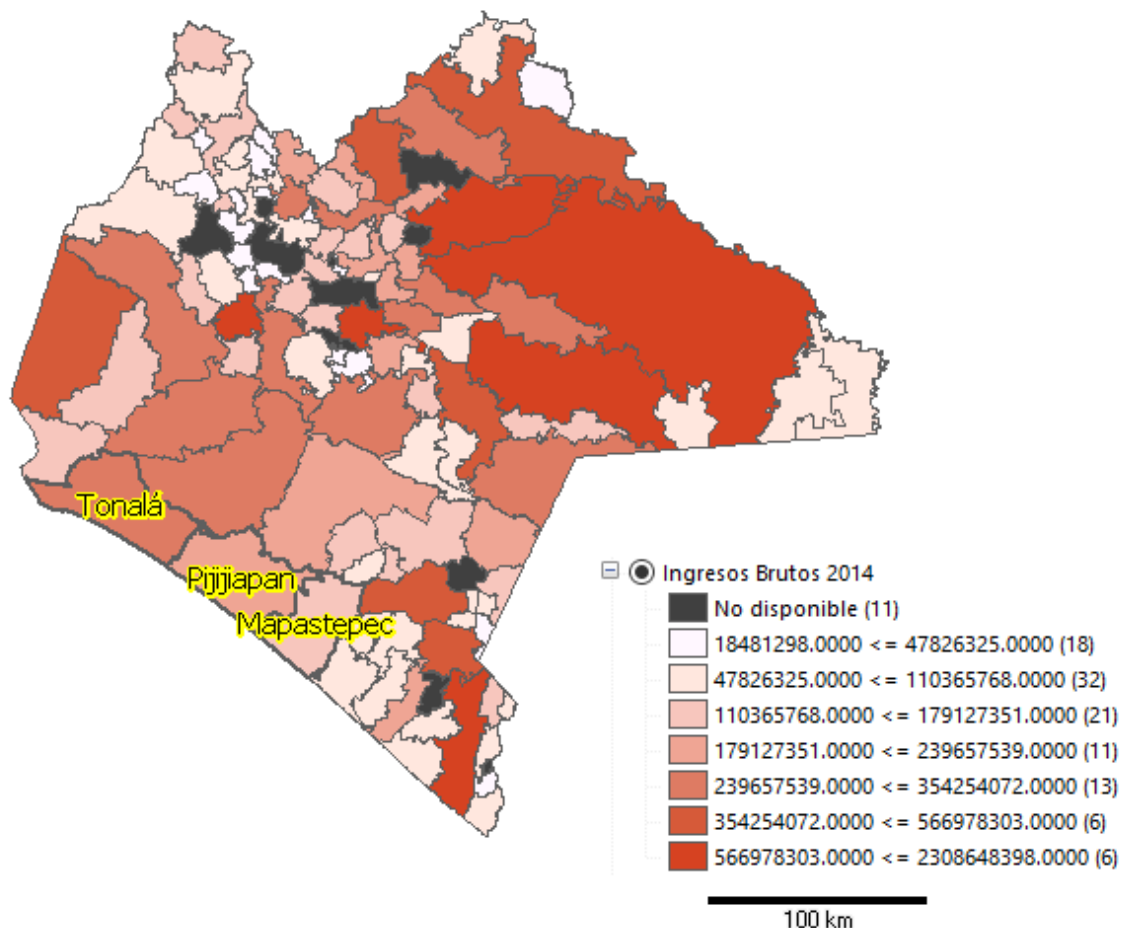 Tonalá
Pijijiapan
Mapastepec
Ingresos Brutos 2014
No disponible (11)
18481298.0000 <= 47826325.0000 (18)
47826325.0000 <= 110365768.0000 (32)
110365768.0000 <= 179127351.0000 (21)
179127351.0000 <= 239657539.0000 (11)
239657539.0000 <= 354254072.0000 (13)
354254072.0000 <= 566978303.0000 (6)
566978303.0000 <= 2308648398.0000 (6)
100 km